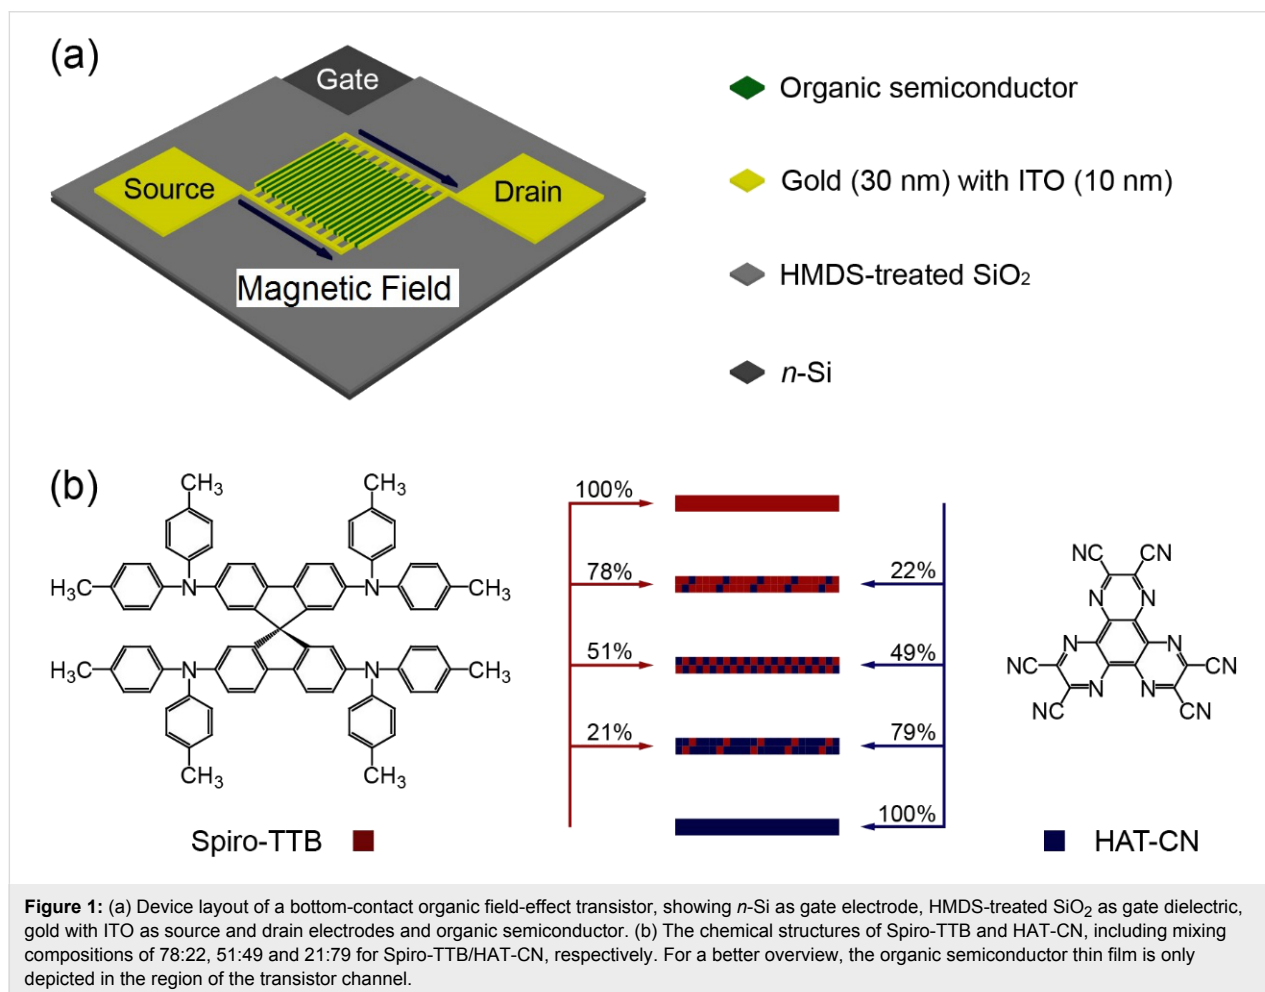 (a)
Gate
Source
Drain
Magnetic Field
Organic semiconductor
Gold (30 nm) with ITO (10 nm)
HMDS-treated SiO₂
n-Si
(b)
CH₃
CH₃
H₃C
N
N
CH₃
H₃C
N
N
CH₃
CH₃
CH₃
Spiro-TTB
100%
78%
22%
51%
49%
21%
79%
100%
NC
CN
N
N
N
N
NC
CN
N
N
NC
CN
HAT-CN
Figure 1: (a) Device layout of a bottom-contact organic field-effect transistor, showing n-Si as gate electrode, HMDS-treated SiO₂ as gate dielectric,
gold with ITO as source and drain electrodes and organic semiconductor. (b) The chemical structures of Spiro-TTB and HAT-CN, including mixing
compositions of 78:22, 51:49 and 21:79 for Spiro-TTB/HAT-CN, respectively. For a better overview, the organic semiconductor thin film is only
depicted in the region of the transistor channel.